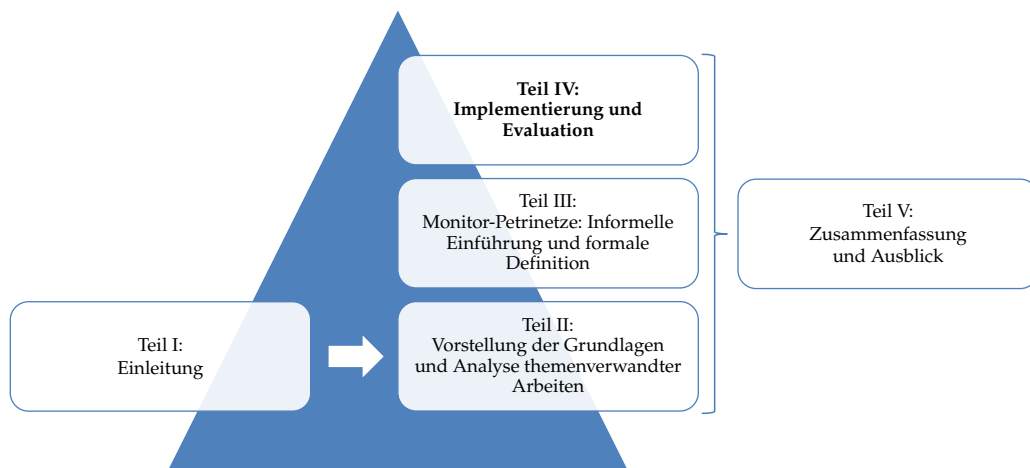 Teil I:
Einleitung
Teil IV:
Implementierung und
Evaluation
Teil III:
Monitor-Petrinetze: Informelle
Einführung und formale
Definition
Teil II:
Vorstellung der Grundlagen
und Analyse themenverwandter
Arbeiten
Teil V:
Zusammenfassung
und Ausblick